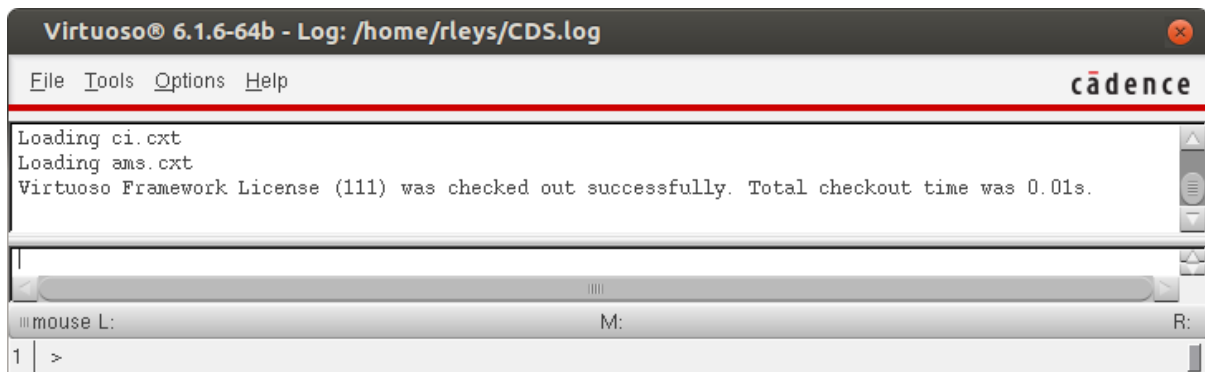 Virtuoso® 6.1.6-64b - Log: /home/rleys/CDS.log
File Tools Options Help cādence
Loading ci.cxt
Loading ams.cxt
Virtuoso Framework License (111) was checked out successfully. Total checkout time was 0.01s.
mouse L: M: R:
1 >